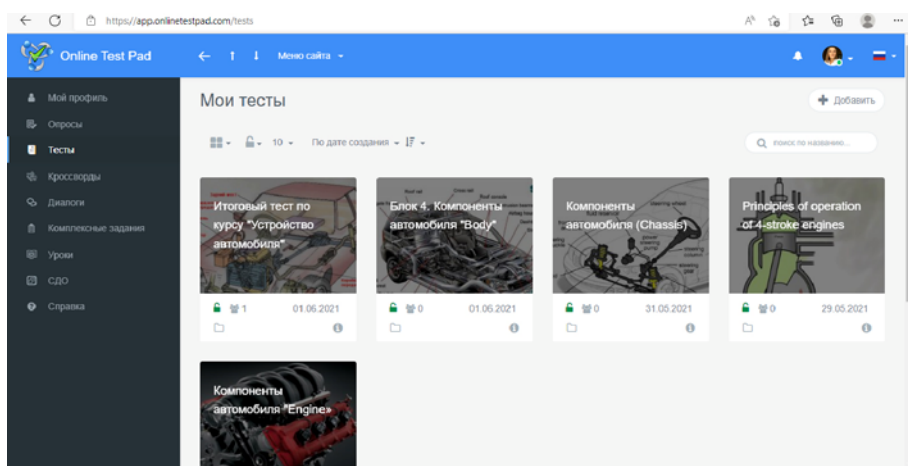 https://app.onlinetestpad.com/tests
Online Test Pad
Меню сайта
Мой профиль
Опросы
Тесты
Кроссворды
Диалоги
Комплексные задания
Уроки
СДО
Справка
Мои тесты
Добавить
10
По дате создания
поиск по названию...
Итоговый тест по
курсу "Устройство
автомобиля"
1
01.06.2021
Блок 4. Компоненты
автомобиля "Body"
0
01.06.2021
Компоненты
автомобиля (Chassis)
0
31.05.2021
Principles of operation
of 4-stroke engines
0
29.05.2021
Компоненты
автомобиля "Engine»